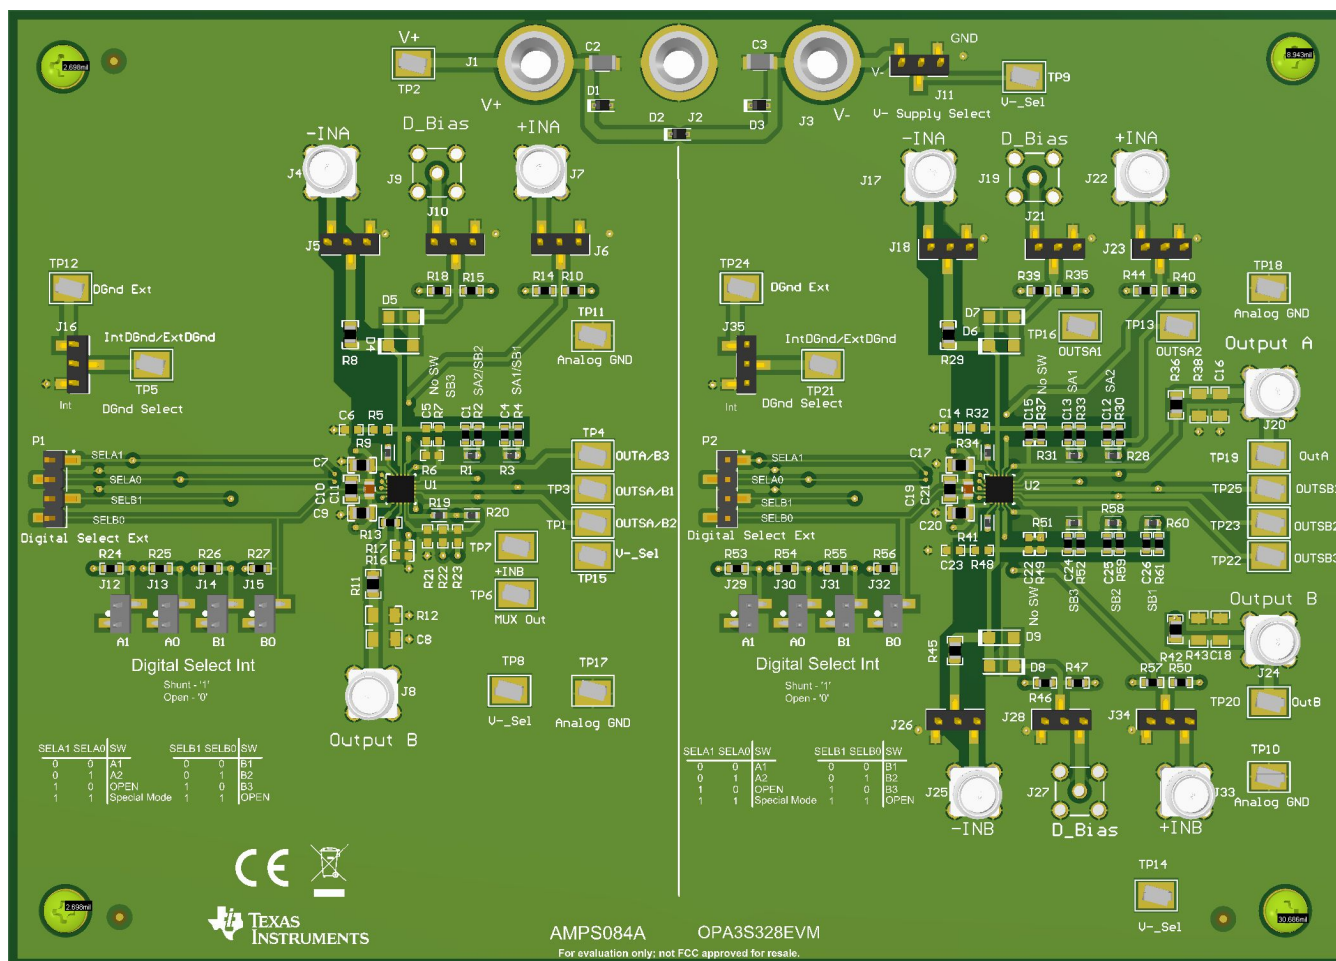 V+
TP2
J1
V+
C2
D1
D2
J2
C3
D3
J3
V-
V-
GND
J11
V- Supply Select
TP9
V-_Sel
2.698mil
8.943mil
-INA
D_Bias
+INA
J4
J9
J7
J10
J5
J6
R18
R15
R14
R10
D5
D4
R8
TP12
DGnd Ext
J16
IntDGnd/ExtDGnd
TP5
DGnd Select
Int
TP11
Analog GND
No SW
SB3
SA2/SB2
SA1/SB1
C6
R5
C5
R7
C1
R2
C4
R4
R9
R6
R1
R3
P1
SELA1
SELA0
SELB1
SELB0
Digital Select Ext
C7
C10
C11
C9
U1
R13
R19
R20
R17
R16
R21
R22
R23
TP4
OUTA/B3
TP3
OUTSA/B1
TP1
OUTSA/B2
TP15
V-_Sel
TP7
+INB
TP6
MUX Out
R24
R25
R26
R27
J12
J13
J14
J15
A1
A0
B1
B0
Digital Select Int
Shunt - '1'
Open - '0'
R11
R12
C8
J8
Output B
TP8
V-_Sel
TP17
Analog GND
SELA1 SELA0 SW
0 0 A1
0 1 A2
1 0 OPEN
1 1 Special Mode
SELB1 SELB0 SW
0 0 B1
0 1 B2
1 0 B3
1 1 OPEN
-INA
D_Bias
+INA
J17
J19
J22
J21
J18
J23
R39
R35
R44
R40
D7
D6
R29
TP24
DGnd Ext
J35
IntDGnd/ExtDGnd
TP21
DGnd Select
Int
TP16
OUTSA1
TP13
OUTSA2
TP18
Analog GND
Output A
No SW
SA1
SA2
R36
R38
C16
J20
C14
R32
C15
R37
C13
R33
C12
R30
R34
R31
R28
P2
SELA1
SELA0
SELB1
SELB0
Digital Select Ext
C17
C19
C21
C20
U2
TP19
OutA
TP25
OUTSB1
TP23
OUTSB2
TP22
OUTSB3
R41
R51
R58
R60
C23
R48
C22
R49
C24
R52
C25
R59
C26
R61
No SW
SB3
SB2
SB1
R53
R54
R55
R56
J29
J30
J31
J32
A1
A0
B1
B0
Digital Select Int
Shunt - '1'
Open - '0'
R45
D9
D8
R47
R46
R57
R50
Output B
R42
R43
C18
J24
TP20
OutB
J26
J28
J34
J25
J27
J33
-INB
D_Bias
+INB
TP10
Analog GND
SELA1 SELA0 SW
0 0 A1
0 1 A2
1 0 OPEN
1 1 Special Mode
SELB1 SELB0 SW
0 0 B1
0 1 B2
1 0 B3
1 1 OPEN
TP14
V-_Sel
2.698mil
30.686mil
CE
TEXAS
INSTRUMENTS
AMPS084A OPA3S328EVM
For evaluation only; not FCC approved for resale.